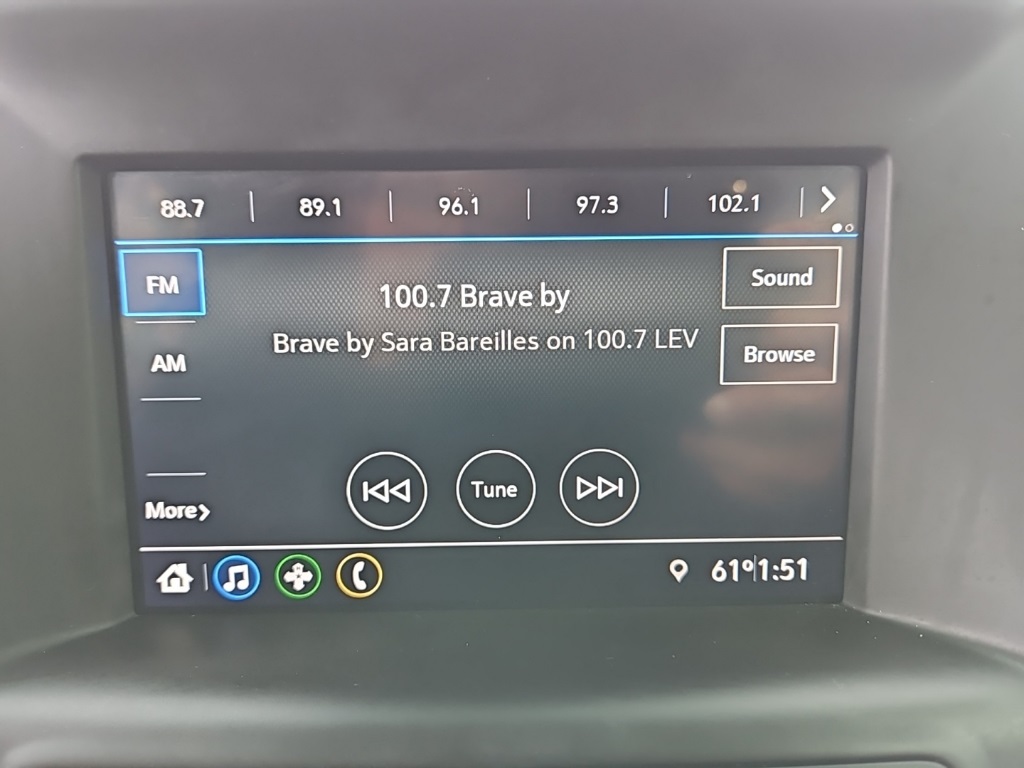 88.7 | 89.1 | 96.1 | 97.3 | 102.1 |
FM
Sound
100.7 Brave by
Brave by Sara Bareilles on 100.7 LEV
AM
Browse
Tune
More
61° 1:51